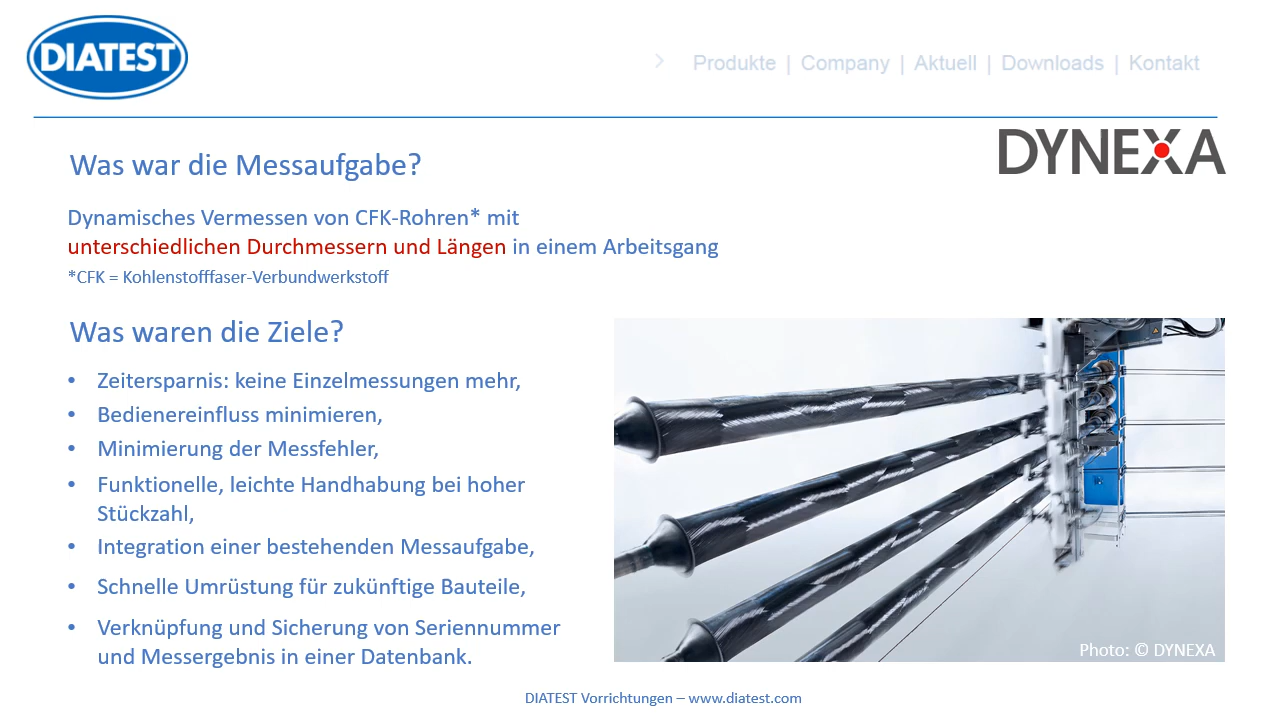 DIATEST
> Produkte | Company | Aktuell | Downloads | Kontakt
DYNEXA
Was war die Messaufgabe?
Dynamisches Vermessen von CFK-Rohren* mit
unterschiedlichen Durchmessern und Längen in einem Arbeitsgang
*CFK = Kohlenstofffaser-Verbundwerkstoff
Was waren die Ziele?
• Zeitersparnis: keine Einzelmessungen mehr,
• Bedienereinfluss minimieren,
• Minimierung der Messfehler,
• Funktionelle, leichte Handhabung bei hoher
Stückzahl,
• Integration einer bestehenden Messaufgabe,
• Schnelle Umrüstung für zukünftige Bauteile,
• Verknüpfung und Sicherung von Seriennummer
und Messergebnis in einer Datenbank.
Photo: © DYNEXA
DIATEST Vorrichtungen – www.diatest.com